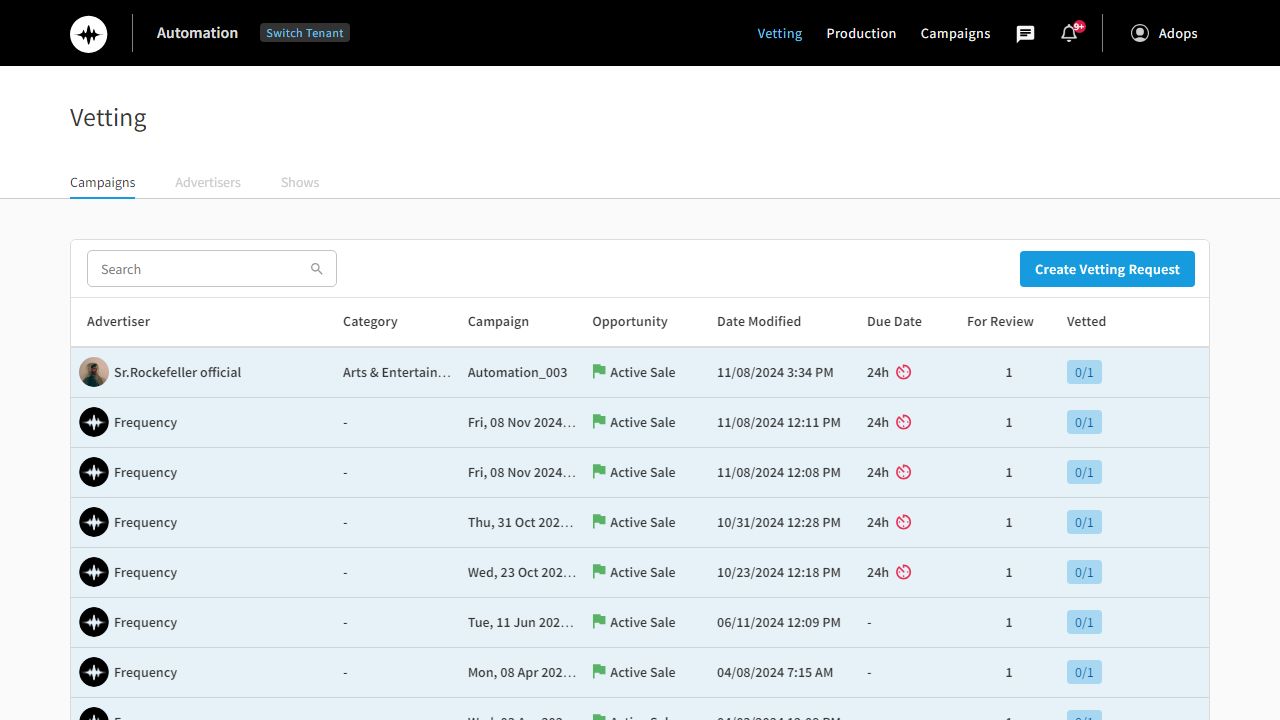 Automation Switch Tenant Vetting Production Campaigns 9+ Adops
Vetting
Campaigns Advertisers Shows
Search Create Vetting Request
Advertiser Category Campaign Opportunity Date Modified Due Date For Review Vetted
Sr.Rockefeller official Arts & Entertain... Automation_003 Active Sale 11/08/2024 3:34 PM 24h 1 0/1
Frequency - Fri, 08 Nov 2024... Active Sale 11/08/2024 12:11 PM 24h 1 0/1
Frequency - Fri, 08 Nov 2024... Active Sale 11/08/2024 12:08 PM 24h 1 0/1
Frequency - Thu, 31 Oct 202... Active Sale 10/31/2024 12:28 PM 24h 1 0/1
Frequency - Wed, 23 Oct 202... Active Sale 10/23/2024 12:18 PM 24h 1 0/1
Frequency - Tue, 11 Jun 202... Active Sale 06/11/2024 12:09 PM - 1 0/1
Frequency - Mon, 08 Apr 202... Active Sale 04/08/2024 7:15 AM - 1 0/1